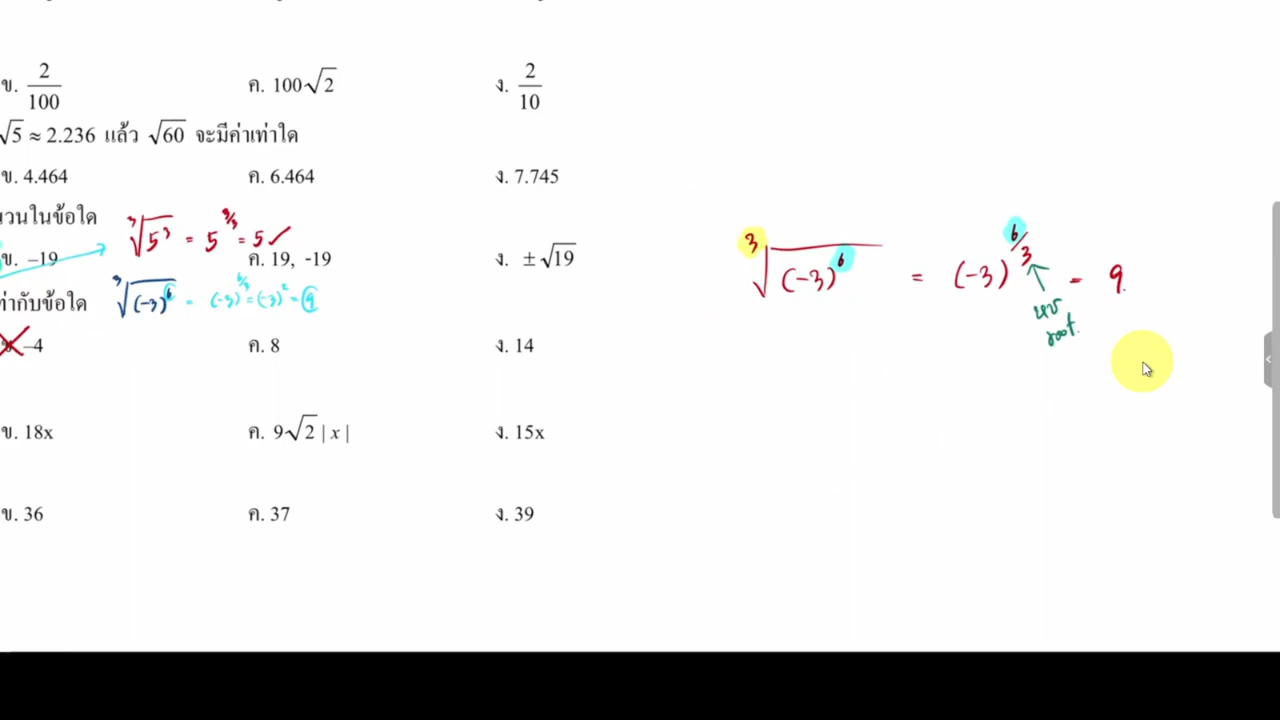 ข. 2/100 ค. 100√2 ง. 2/10
√5 ≈ 2.236 แล้ว √60 จะมีค่าเท่าใด
ข. 4.464 ค. 6.464 ง. 7.745
นวนในข้อใด
∛5³ = 5^3/3 = 5 ✓
ข. –19 ค. 19, -19 ง. ±√19
ท่ากับข้อใด
∛(-3)⁶ = (-3)^6/3 = (-3)² = 9
–4 ค. 8 ง. 14
ข. 18x ค. 9√2 | x | ง. 15x
ข. 36 ค. 37 ง. 39
∛(-3)⁶ = (-3)^6/3 = 9
root.